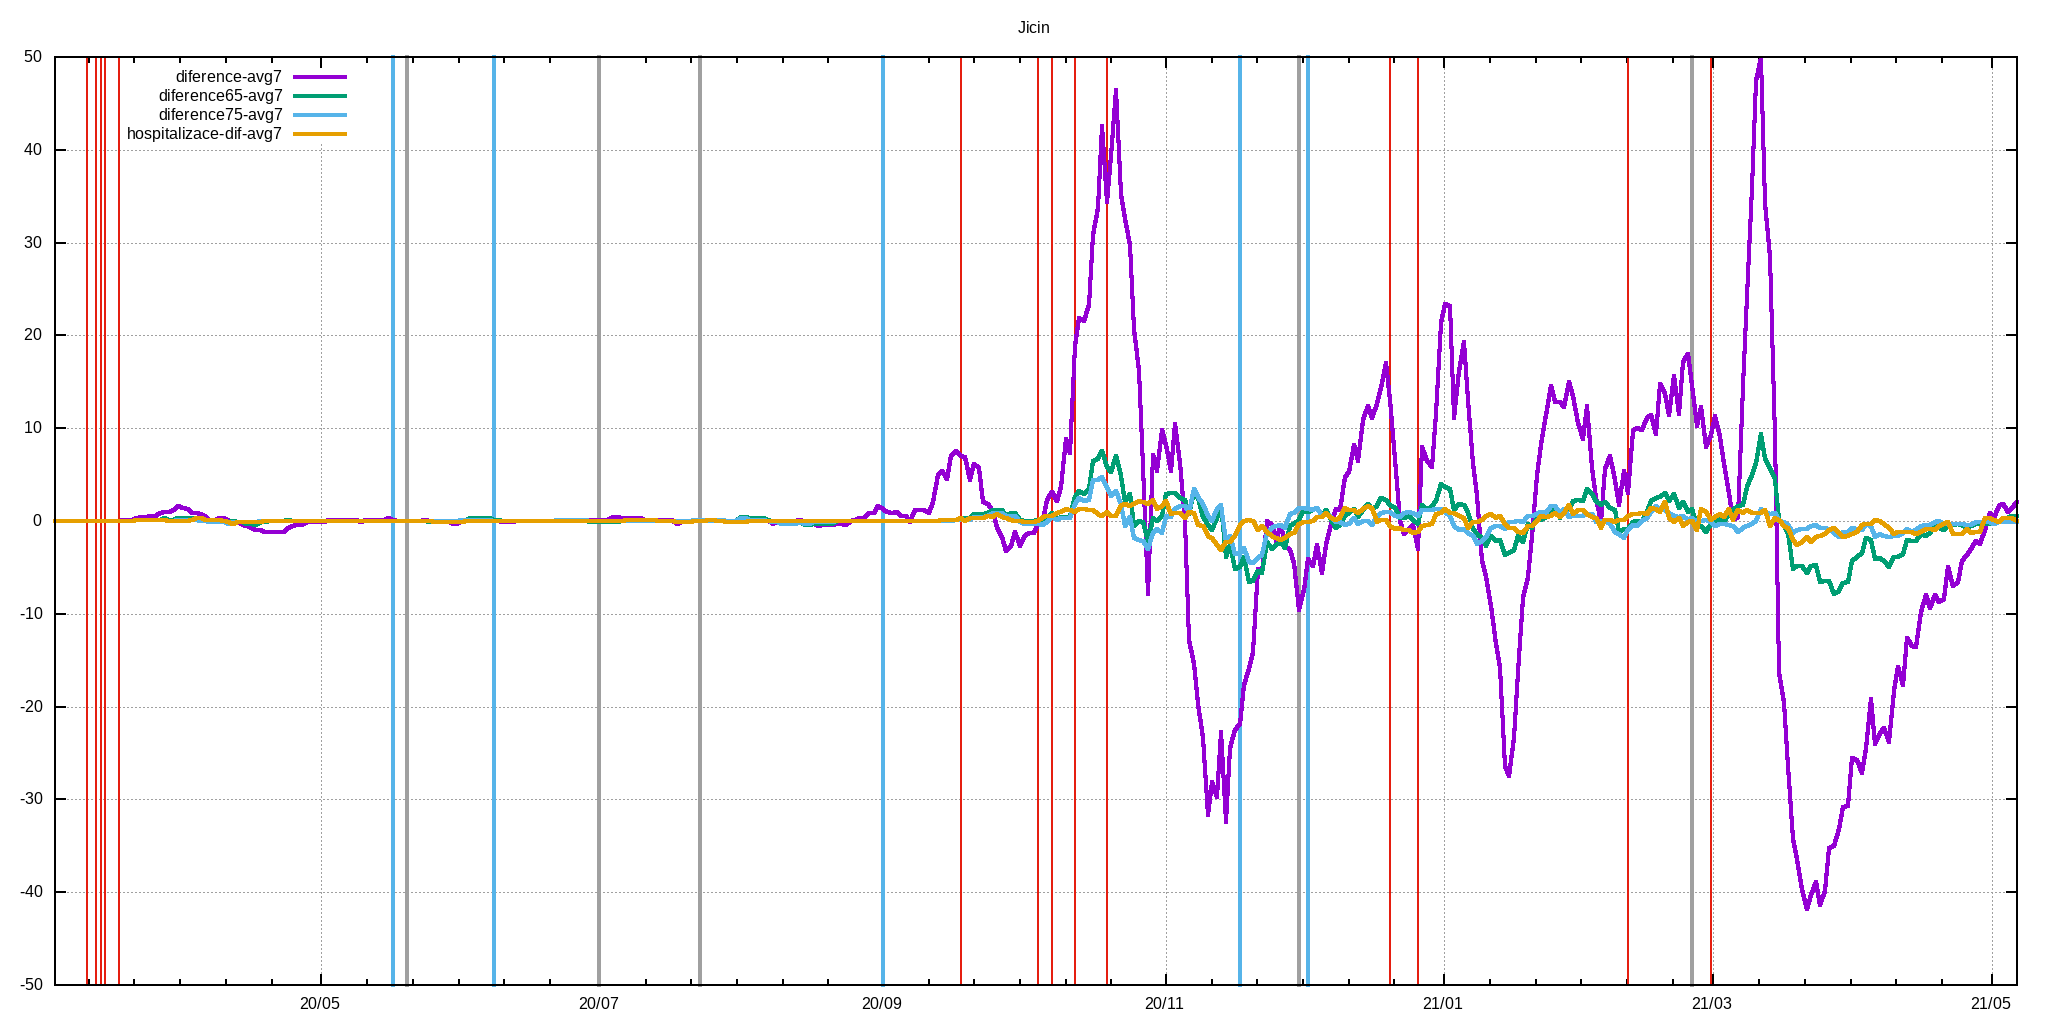 Jicin
diference-avg7
diference65-avg7
diference75-avg7
hospitalizace-dif-avg7
50
40
30
20
10
0
-10
-20
-30
-40
-50
20/05 20/07 20/09 20/11 21/01 21/03 21/05